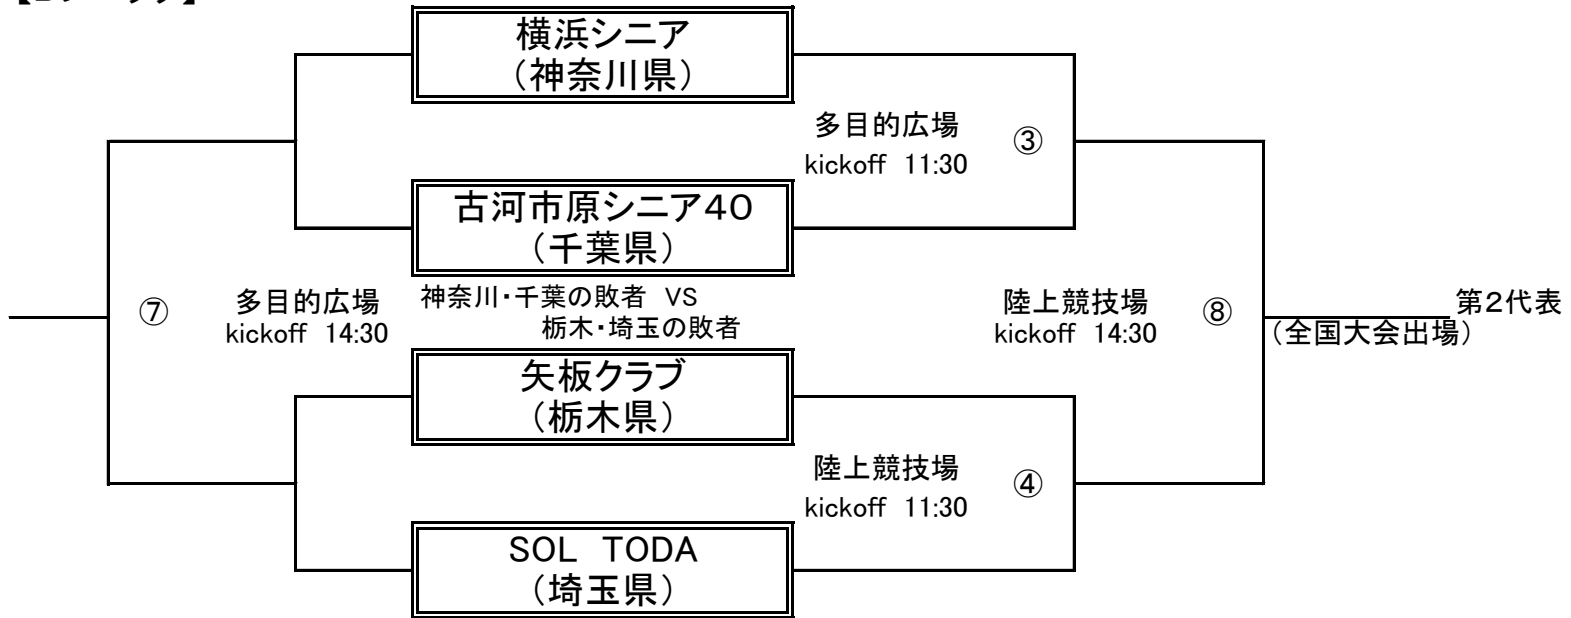 横浜シニア
（神奈川県）
多目的広場
kickoff 11:30
③
古河市原シニア４０
（千葉県）
神奈川・千葉の敗者 VS
栃木・埼玉の敗者
⑦
多目的広場
kickoff 14:30
陸上競技場
kickoff 14:30
⑧
第２代表
（全国大会出場）
矢板クラブ
（栃木県）
陸上競技場
kickoff 11:30
④
SOL TODA
（埼玉県）